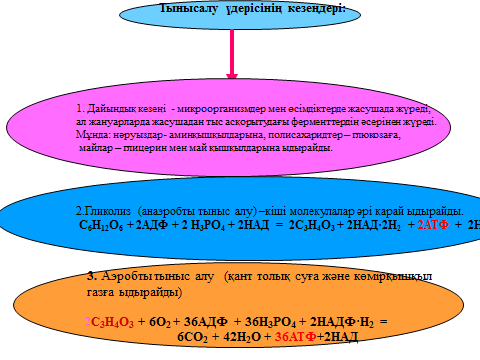 Тынысалу үдерісінің кезеңдері:
1. Дайындық кезені - микроорганизмдер мен өсімдіктерде жасушада жүреді,
ал жануарларда жасушадан тыс аскорытудағы ферменттердің әсерінен жүреді.
Мұнда: нәруыздар- аминқышқылдарына, полисахаридтер – глюкозаға,
майлар – глицерин мен май қышқылдарына ыдырайды.
2.Гликолиз (анаэробты тыныс алу) –кіші молекулалар әрі карай ыдырайды.
C₆H₁₂O₆ + 2АДФ + 2 H₃PO₄ + 2НАД = 2C₃H₄O₃ + 2НАД·2H₂ + 2АТФ + 2H
3. Аэробты тыныс алу (қант толық суға және көмірқышқыл
газға ыдырайды)
2C₃H₄O₃ + 6O₂ + 36АДФ + 36H₃PO₄ + 2НАДФ·H₂ =
6CO₂ + 42H₂O + 36АТФ+2НАД